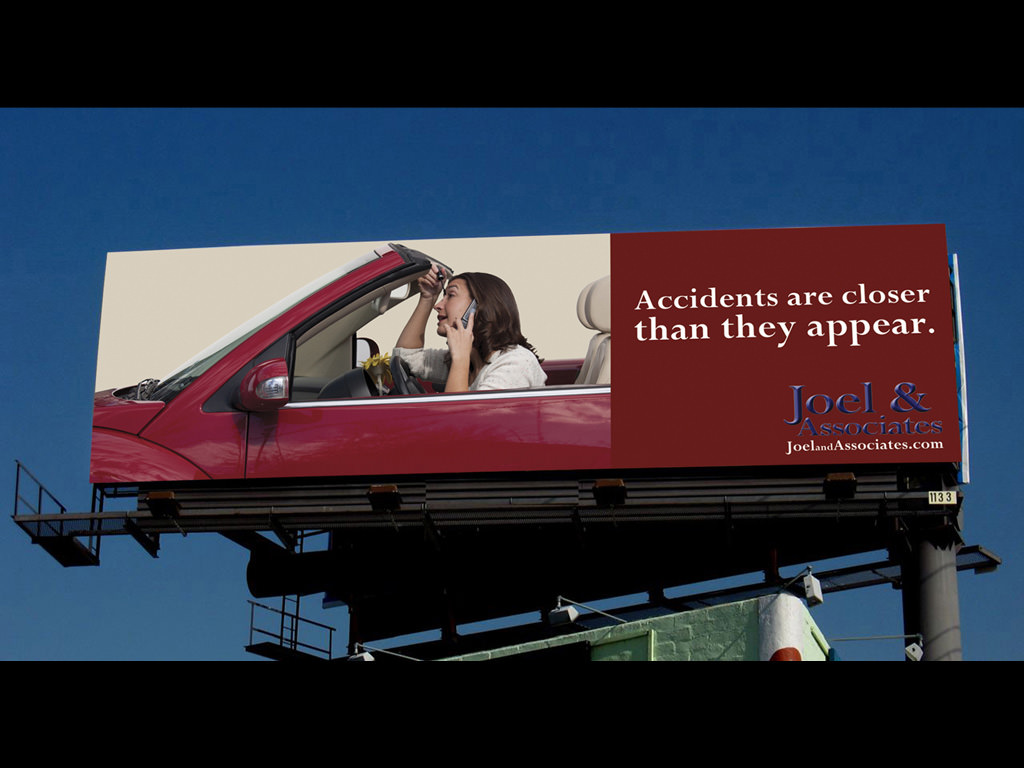 Accidents are closer
than they appear.
Joel &
Associates
JoelandAssociates.com
1133